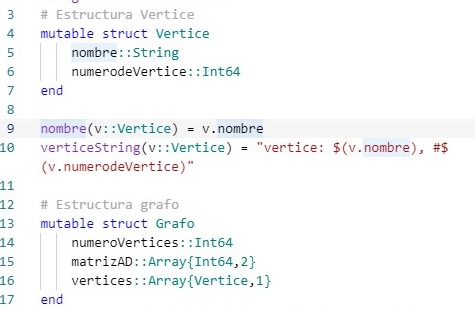 3 # Estructura Vertice
4 mutable struct Vertice
5 nombre::String
6 numerodeVertice::Int64
7 end
8
9 nombre(v::Vertice) = v.nombre
10 verticeString(v::Vertice) = "vertice: $(v.nombre), #$
(v.numerodeVertice)"
11
12 # Estructura grafo
13 mutable struct Grafo
14 numeroVertices::Int64
15 matrizAD::Array{Int64,2}
16 vertices::Array{Vertice,1}
17 end